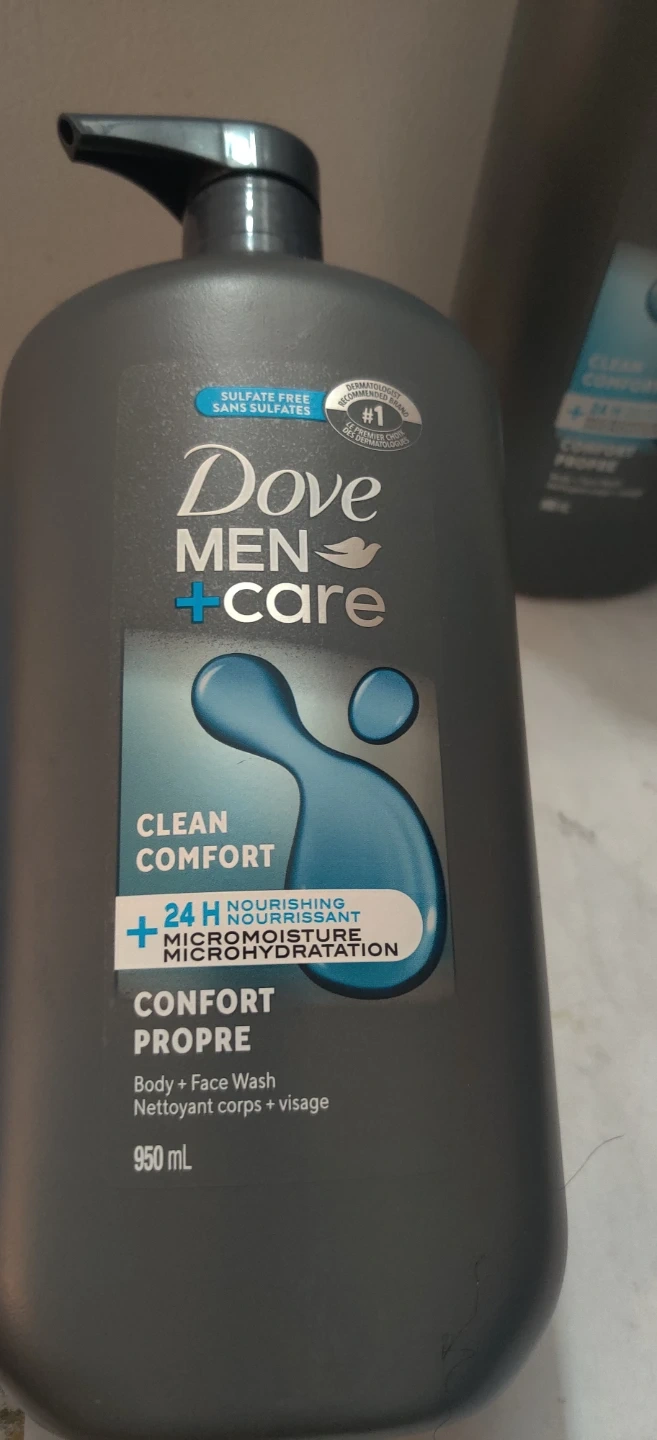 SULFATE FREE
SANS SULFATES
DERMATOLOGIST
RECOMMENDED BRAND
#1
LE PREMIER CHOIX
DES DERMATOLOGUES
Dove
MEN
+care
CLEAN
COMFORT
+24 H NOURISHING
NOURRISSANT
MICROMOISTURE
MICROHYDRATATION
CONFORT
PROPRE
Body + Face Wash
Nettoyant corps + visage
950 mL
CLEAN
COMFORT
+24 H
CONFORT
PROPRE